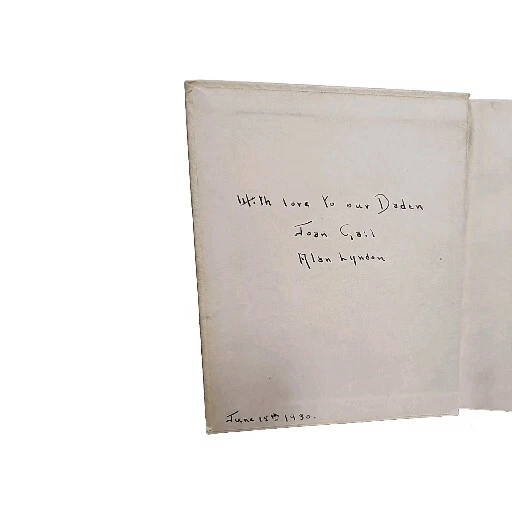 With love to our Daden
Joan Gail
Alan Lyndon
June 15th 1930.